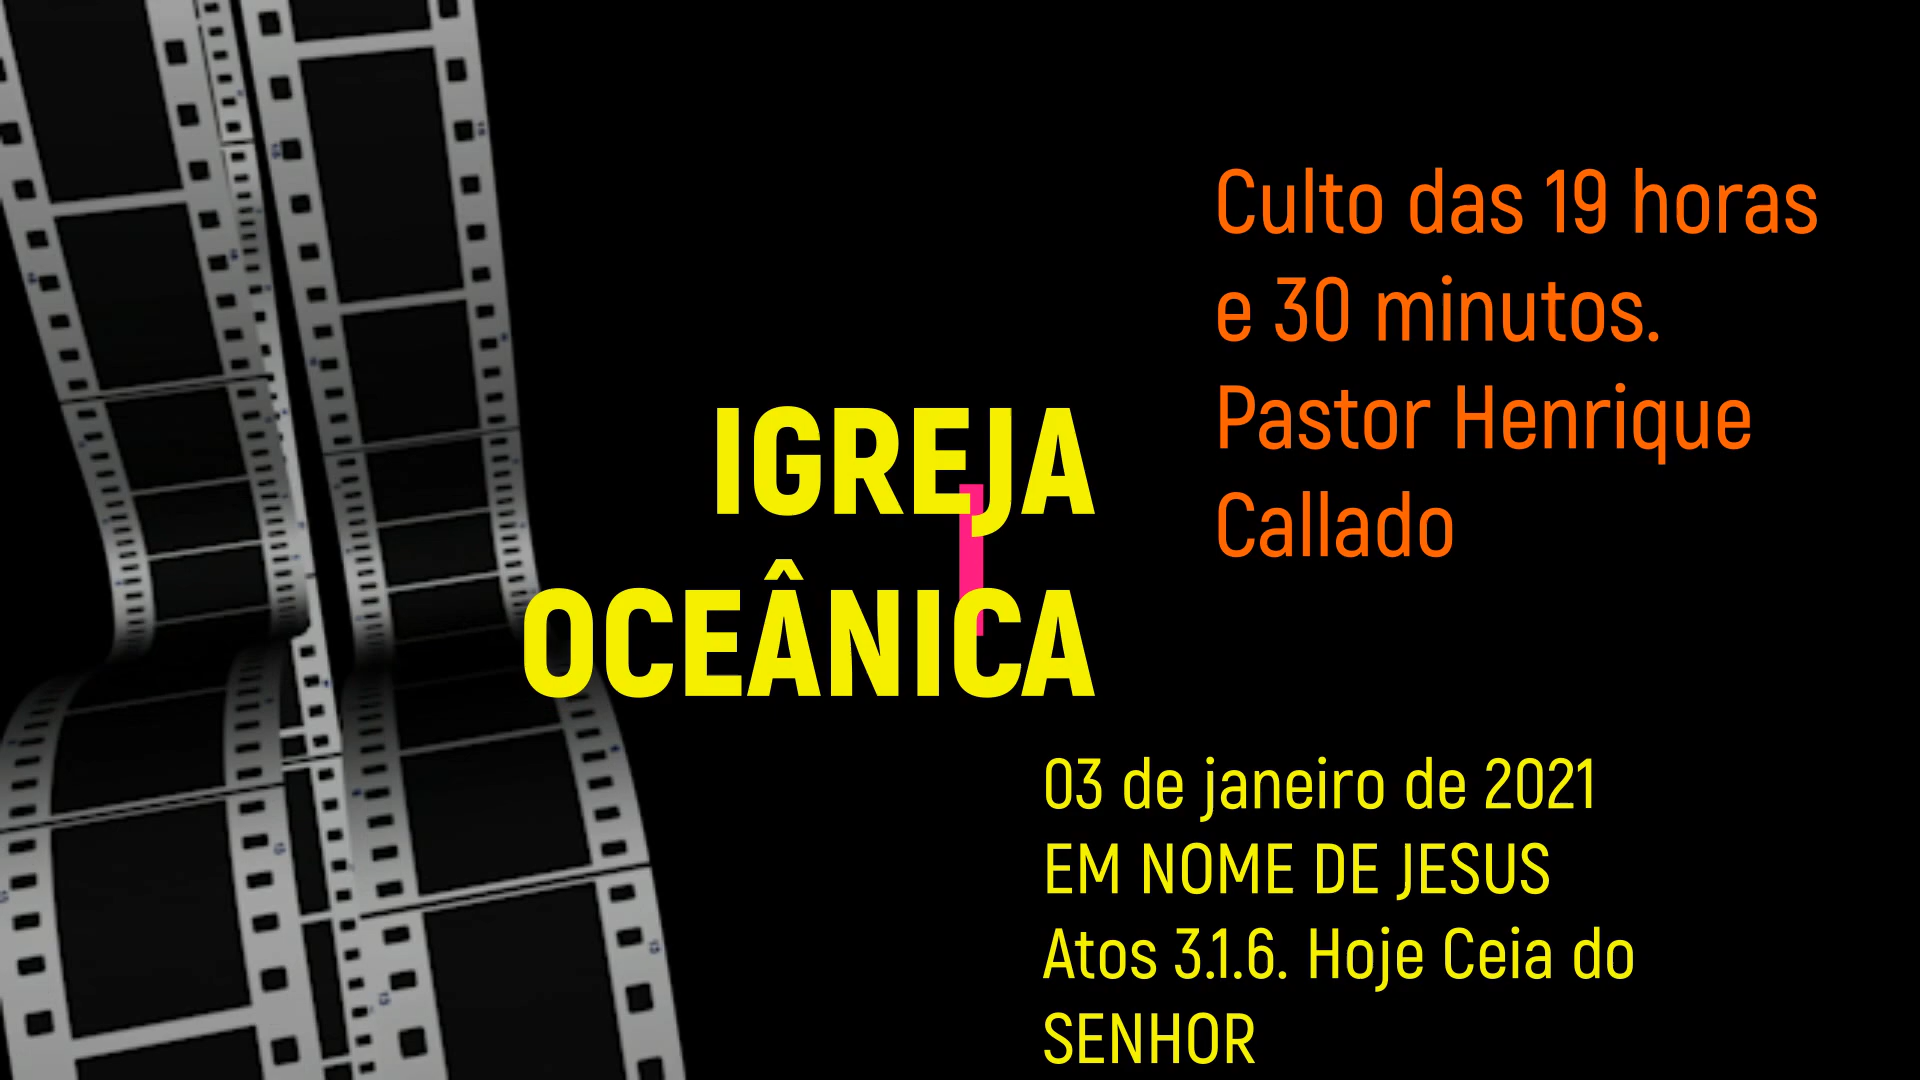 IGREJA
OCEÂNICA
Culto das 19 horas
e 30 minutos.
Pastor Henrique
Callado
03 de janeiro de 2021
EM NOME DE JESUS
Atos 3.1.6. Hoje Ceia do
SENHOR